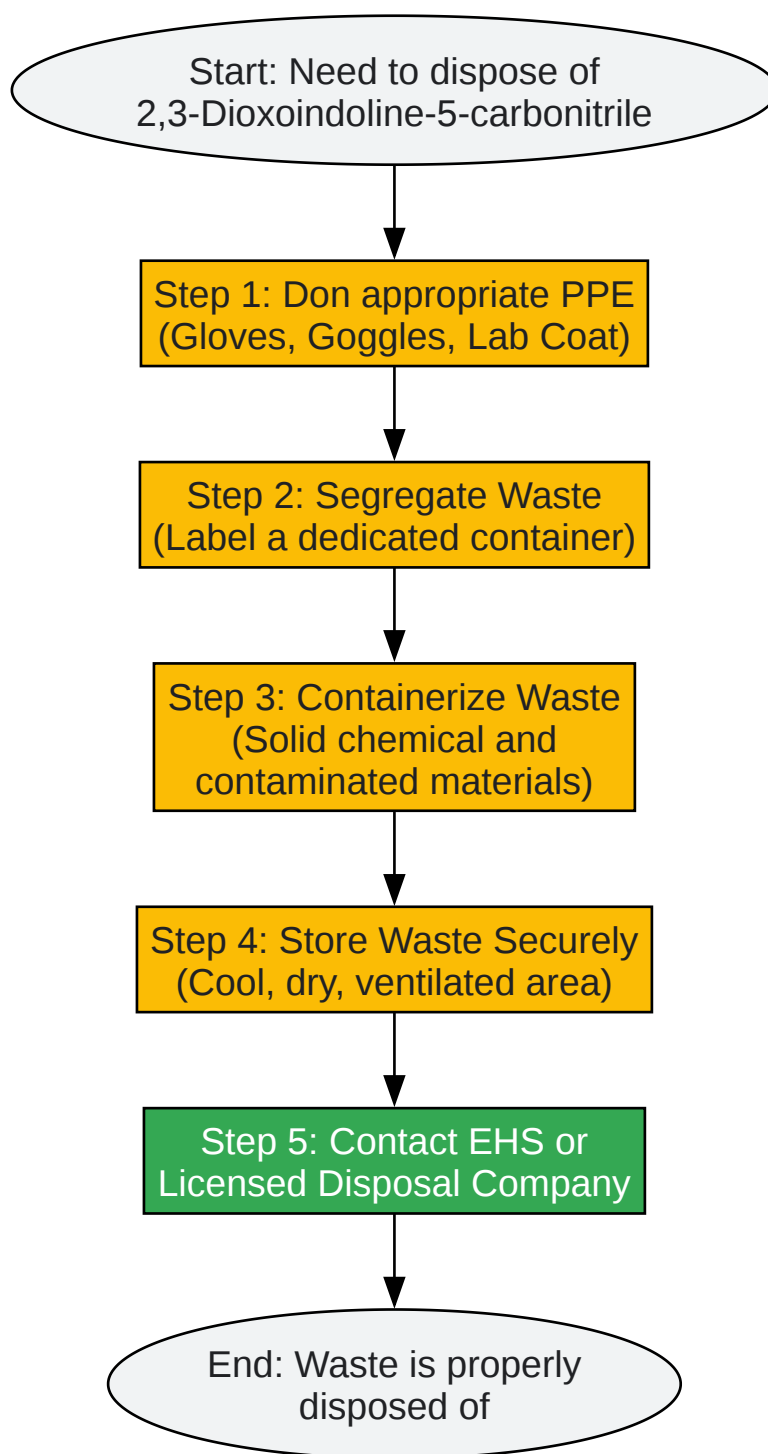 Start: Need to dispose of
2,3-Dioxoindoline-5-carbonitrile
Step 1: Don appropriate PPE
(Gloves, Goggles, Lab Coat)
Step 2: Segregate Waste
(Label a dedicated container)
Step 3: Containerize Waste
(Solid chemical and
contaminated materials)
Step 4: Store Waste Securely
(Cool, dry, ventilated area)
Step 5: Contact EHS or
Licensed Disposal Company
End: Waste is properly
disposed of